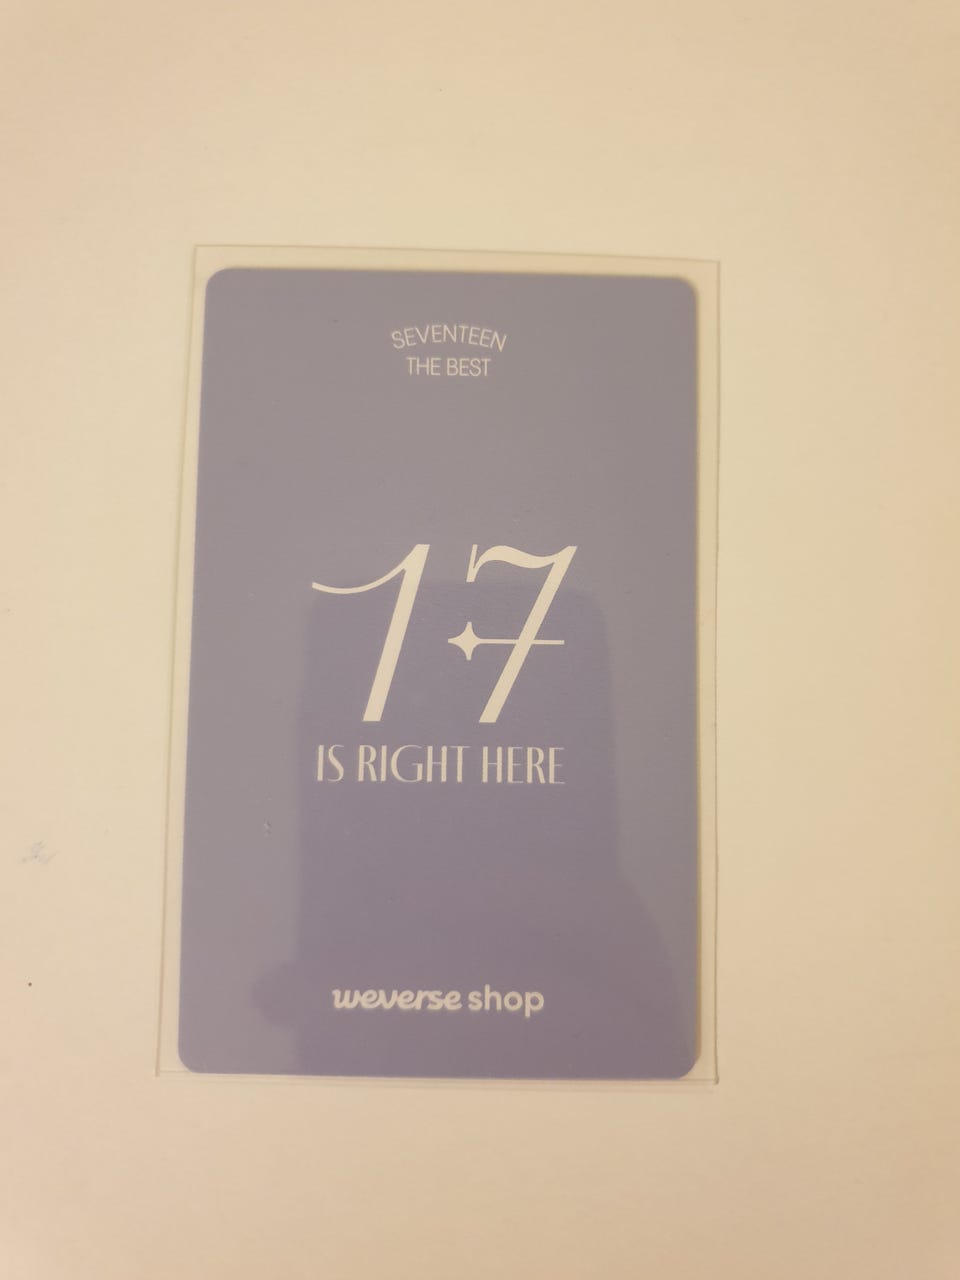 SEVENTEEN
THE BEST
17
IS RIGHT HERE
weverse shop